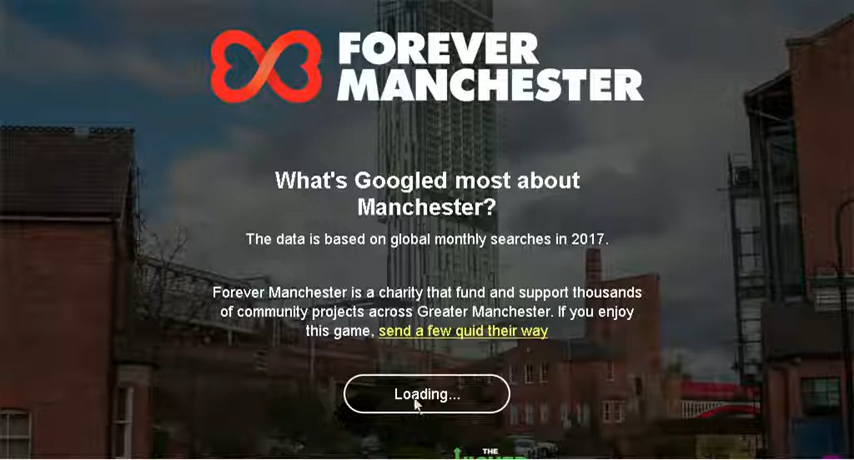 FOREVER
MANCHESTER
What's Googled most about
Manchester?
The data is based on global monthly searches in 2017.
Forever Manchester is a charity that fund and support thousands
of community projects across Greater Manchester. If you enjoy
this game, send a few quid their way
Loading...
THE